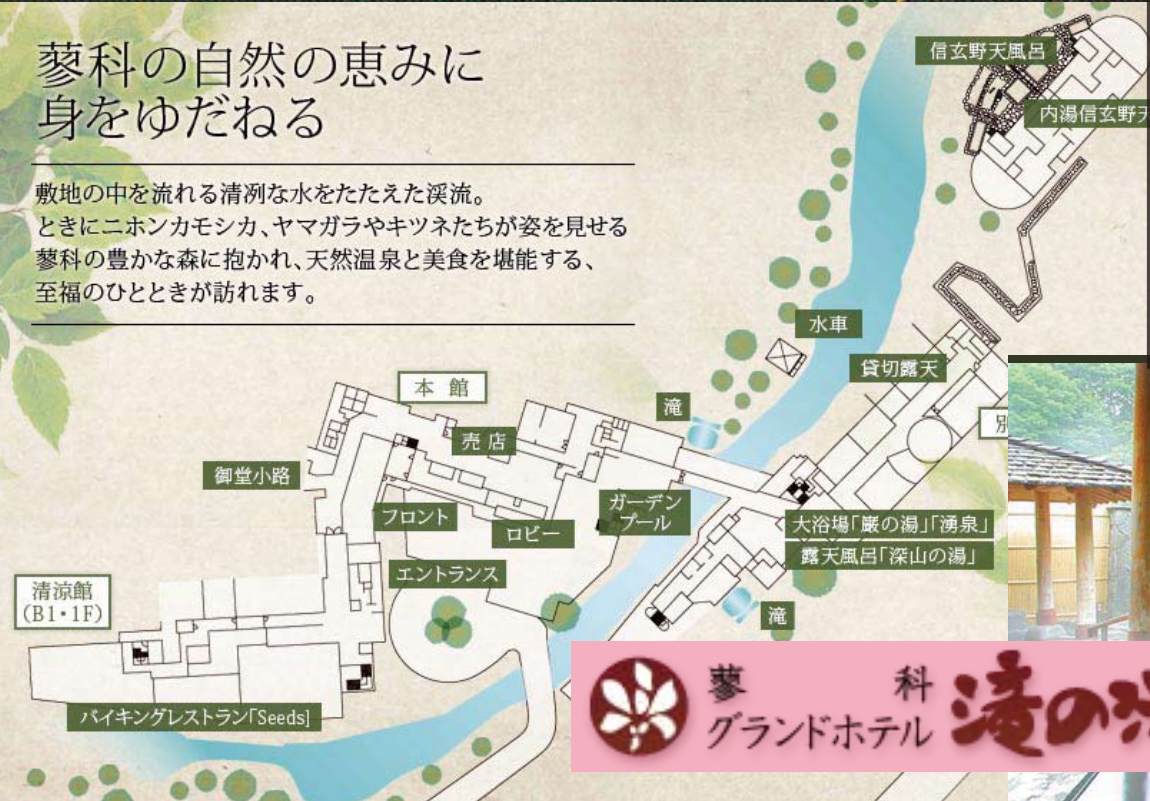 蓼科の自然の恵みに
身をゆだねる
敷地の中を流れる清冽な水をたたえた渓流。
ときにニホンカモシカ、ヤマガラやキツネたちが姿を見せる
蓼科の豊かな森に抱かれ、天然温泉と美食を堪能する、
至福のひとときが訪れます。
信玄野天風呂
内湯信玄野天
水車
貸切露天
本館
滝
別
売店
御堂小路
フロント
ロビー
ガーデン
プール
大浴場「巖の湯」「湧泉」
露天風呂「深山の湯」
エントランス
清涼館
(B1・1F)
滝
バイキングレストラン「Seeds]
蓼科
グランドホテル
滝の